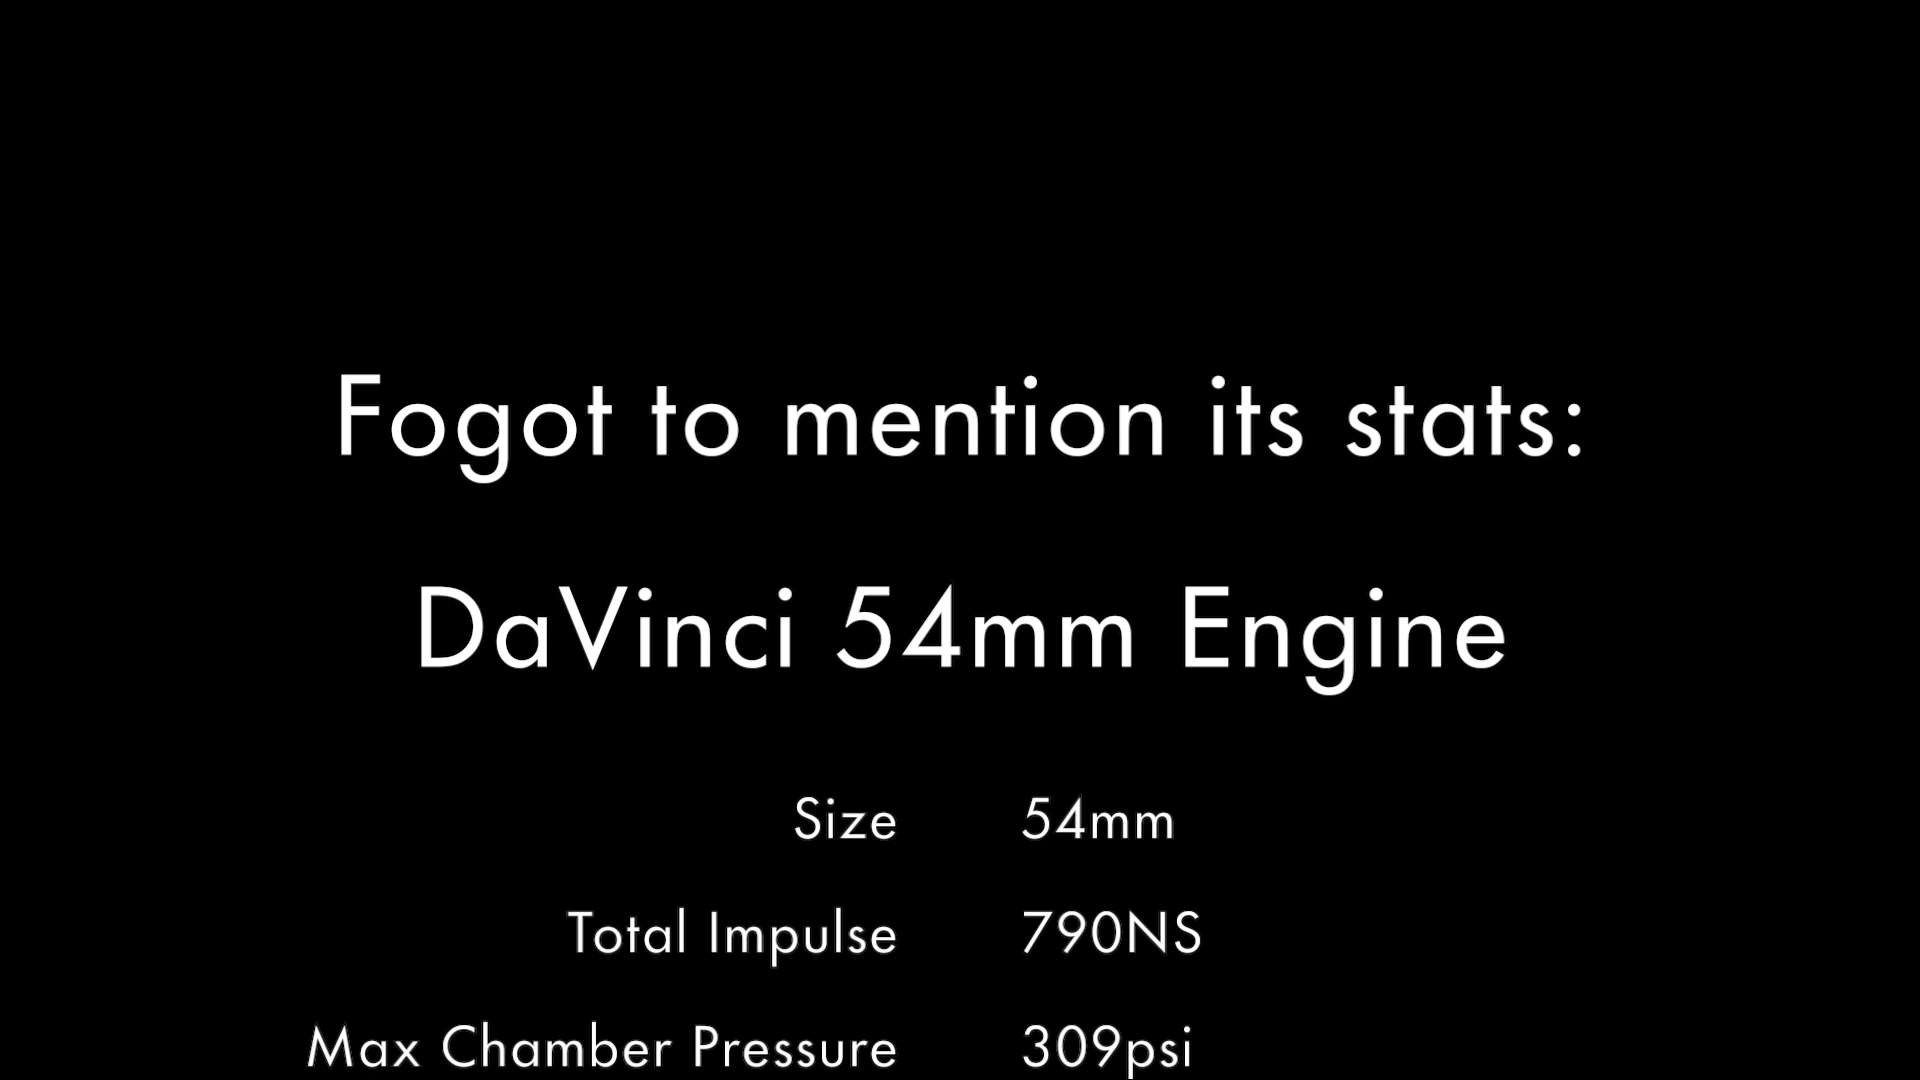 Fogot to mention its stats:
DaVinci 54mm Engine
Size 54mm
Total Impulse 790NS
Max Chamber Pressure 309psi